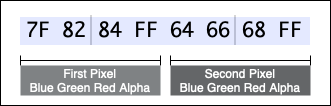 7F 82 84 FF 64 66 68 FF
First Pixel
Blue Green Red Alpha
Second Pixel
Blue Green Red Alpha